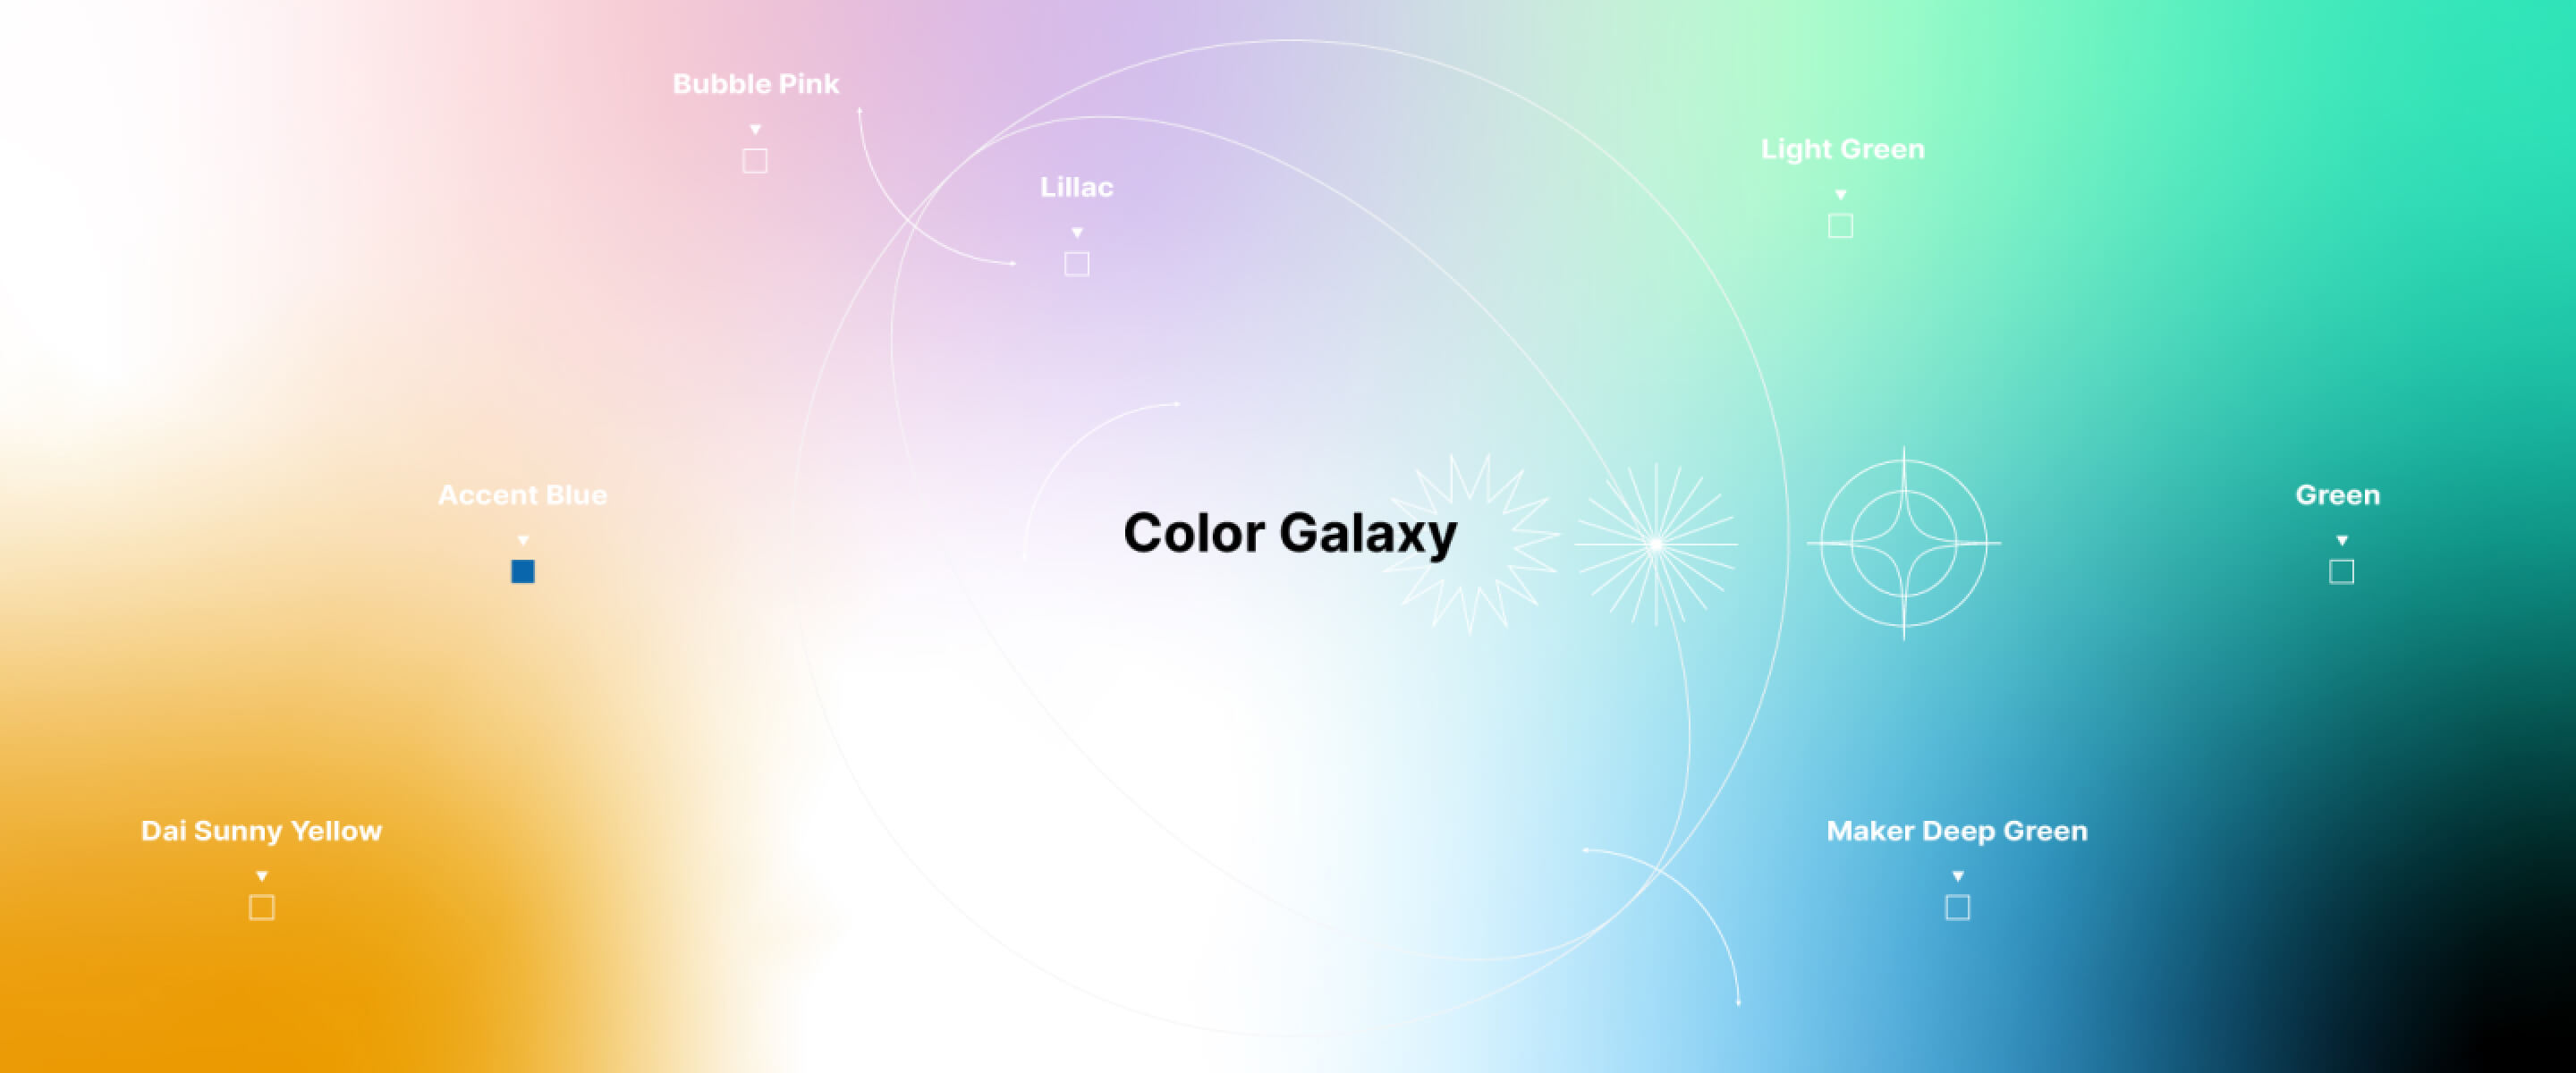 Bubble Pink
Light Green
Lillac
Accent Blue
Green
Color Galaxy
Dai Sunny Yellow
Maker Deep Green